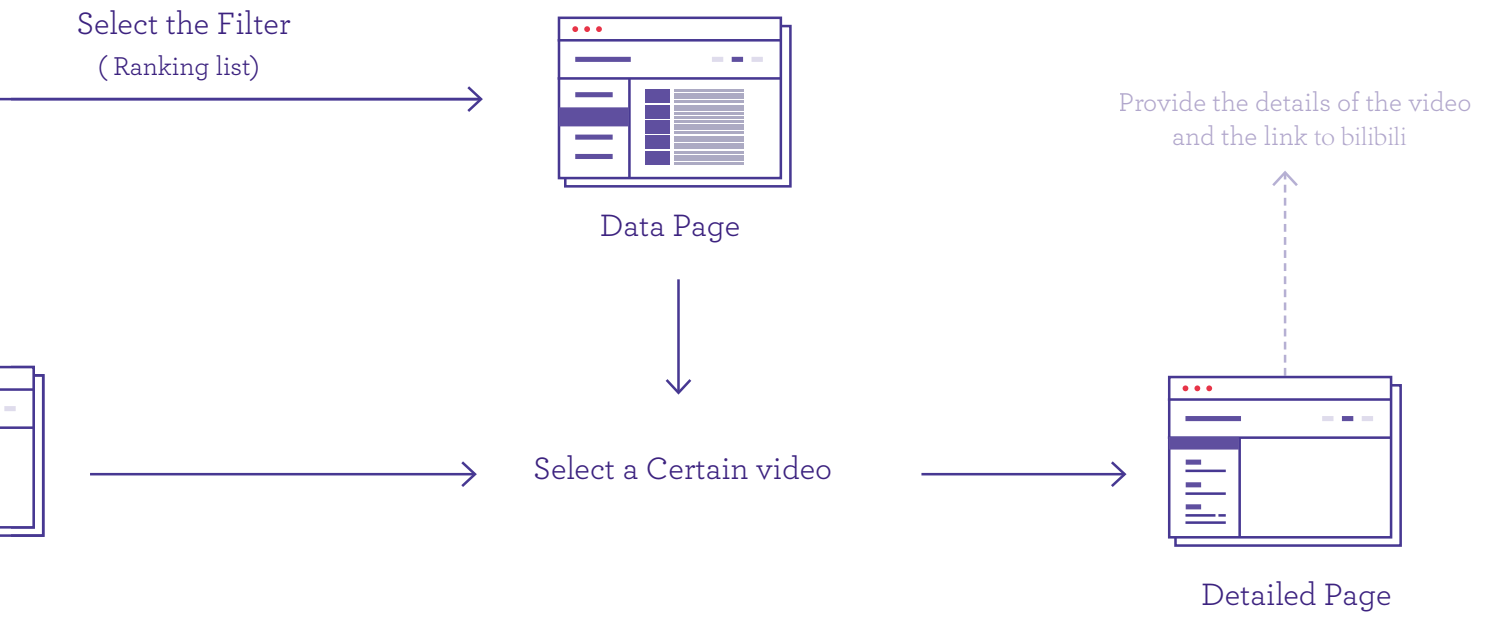 Select the Filter
( Ranking list)
Provide the details of the video
and the link to bilibili
Data Page
Select a Certain video
Detailed Page